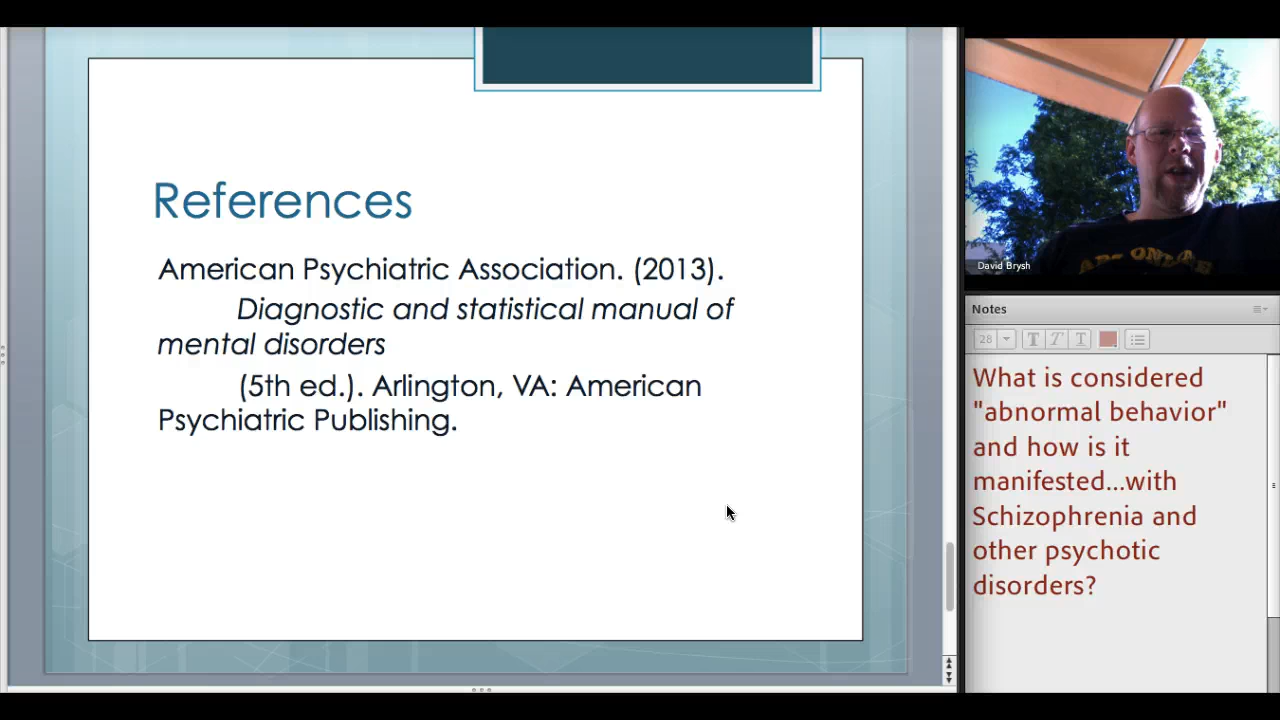 References
American Psychiatric Association. (2013).
Diagnostic and statistical manual of
mental disorders
(5th ed.). Arlington, VA: American
Psychiatric Publishing.
David Brysh
Notes
28
T T T
What is considered
"abnormal behavior"
and how is it
manifested...with
Schizophrenia and
other psychotic
disorders?